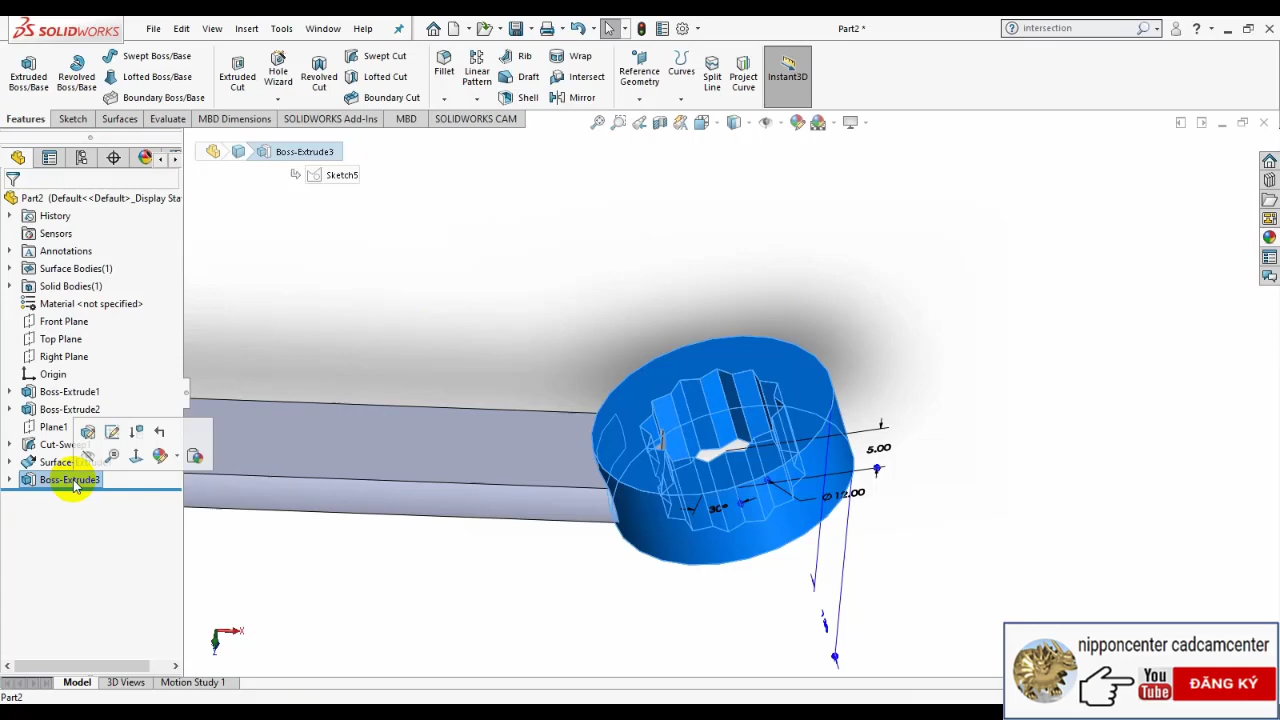 SOLIDWORKS
File Edit View Insert Tools Window Help
Part2 *
intersection
Extruded Boss/Base
Revolved Boss/Base
Swept Boss/Base
Lofted Boss/Base
Boundary Boss/Base
Extruded Cut
Hole Wizard
Revolved Cut
Swept Cut
Lofted Cut
Boundary Cut
Fillet
Linear Pattern
Rib
Draft
Shell
Wrap
Intersect
Mirror
Reference Geometry
Curves
Split Line
Project Curve
Instant3D
Features Sketch Surfaces Evaluate MBD Dimensions SOLIDWORKS Add-Ins MBD SOLIDWORKS CAM
Boss-Extrude3
Sketch5
Part2 (Default<<Default>_Display Sta
History
Sensors
Annotations
Surface Bodies(1)
Solid Bodies(1)
Material <not specified>
Front Plane
Top Plane
Right Plane
Origin
Boss-Extrude1
Boss-Extrude2
Plane1
Cut-Sweep1
Surface-Extrude
Boss-Extrude3
5.00
Ø 12.00
30°
X
Z
Model 3D Views Motion Study 1
Part2
nipponcenter cadcamcenter
You Tube
ĐĂNG KÝ